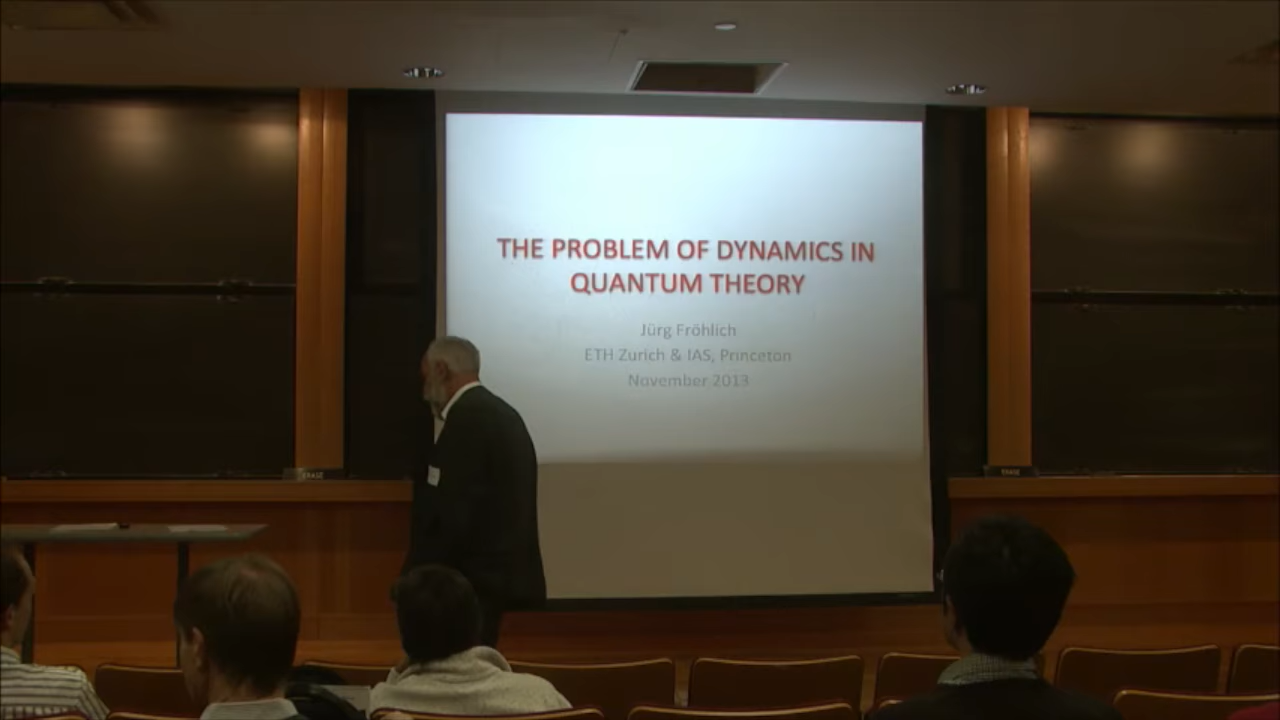 THE PROBLEM OF DYNAMICS IN
QUANTUM THEORY
Jürg Fröhlich
ETH Zurich & IAS, Princeton
November 2013